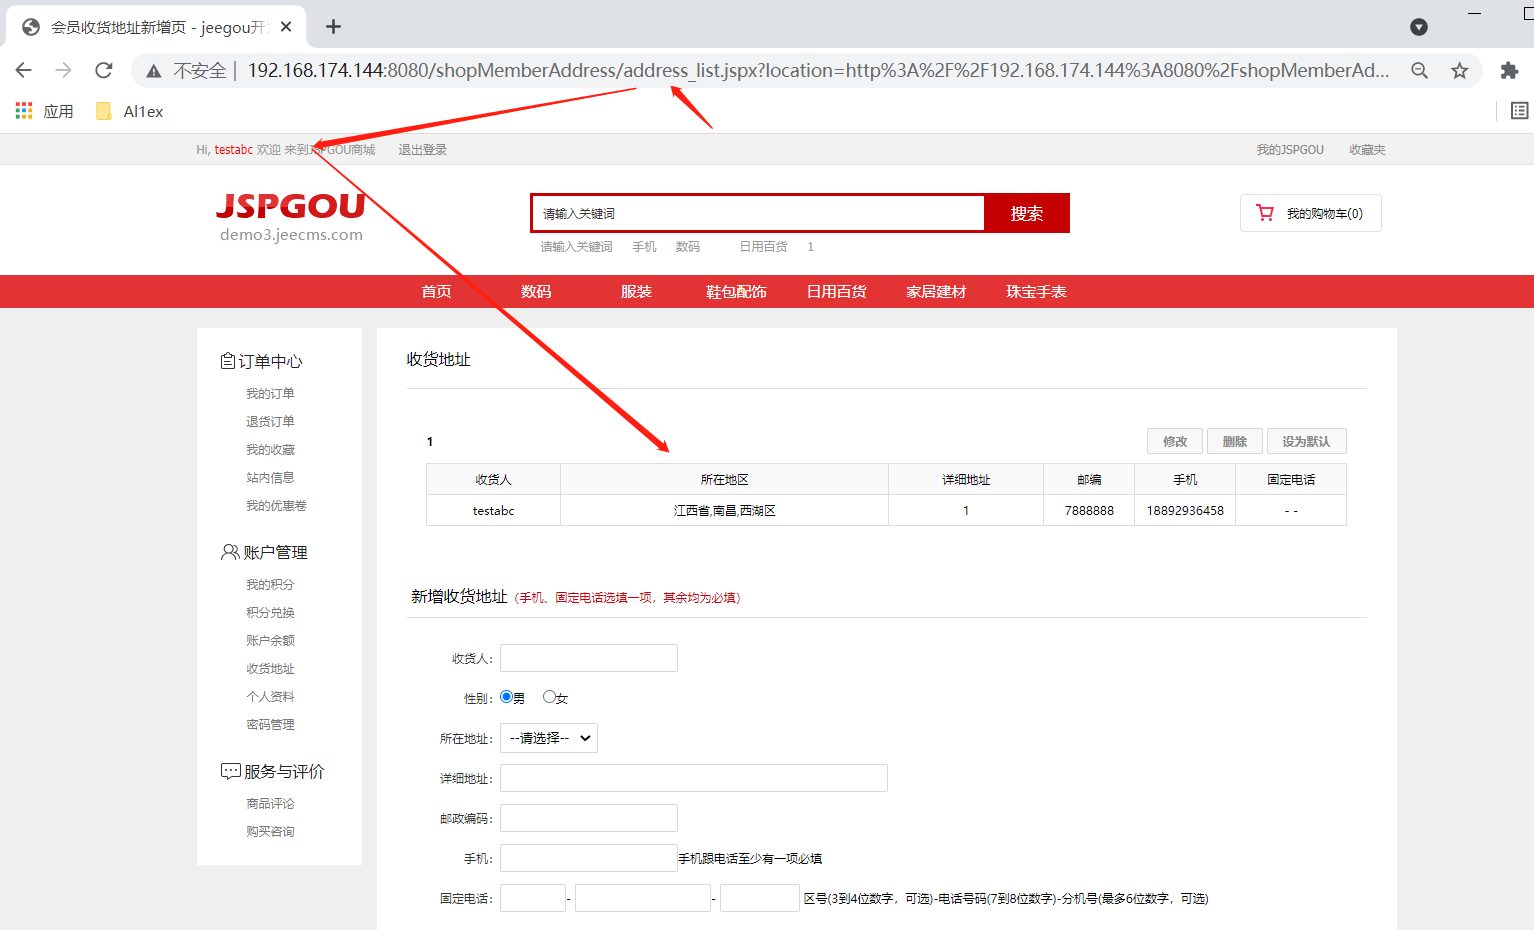 会员收货地址新增页 - jeegou开
不安全 | 192.168.174.144:8080/shopMemberAddress/address_list.jspx?location=http%3A%2F%2F192.168.174.144%3A8080%2FshopMemberAd...
应用 Al1ex
Hi, testabc 欢迎 来到JSPGOU商城 退出登录 我的JSPGOU 收藏夹
JSPGOU
demo3.jeecms.com
请输入关键词 搜索
我的购物车(0)
请输入关键词 手机 数码 日用百货 1
首页 数码 服装 鞋包配饰 日用百货 家居建材 珠宝手表
订单中心
我的订单
退货订单
我的收藏
站内信息
我的优惠卷
账户管理
我的积分
积分兑换
账户余额
收货地址
个人资料
密码管理
服务与评价
商品评论
购买咨询
收货地址
1 修改 删除 设为默认
收货人 所在地区 详细地址 邮编 手机 固定电话
testabc 江西省,南昌,西湖区 1 7888888 18892936458 - -
新增收货地址 (手机、固定电话选填一项，其余均为必填)
收货人:
性别: 男 女
所在地址: --请选择--
详细地址:
邮政编码:
手机: 手机跟电话至少有一项必填
固定电话: - - 区号(3到4位数字，可选)-电话号码(7到8位数字)-分机号(最多6位数字，可选)